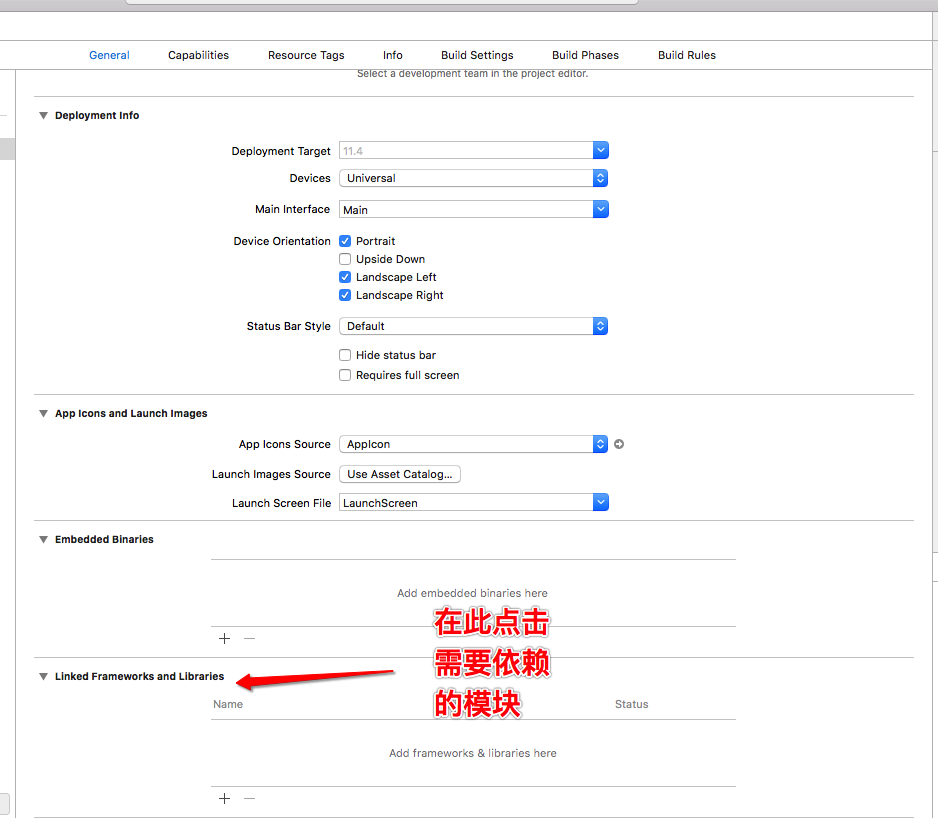 General Capabilities Resource Tags Info Build Settings Build Phases Build Rules
Select a development team in the project editor.
Deployment Info
Deployment Target 11.4
Devices Universal
Main Interface Main
Device Orientation Portrait
Upside Down
Landscape Left
Landscape Right
Status Bar Style Default
Hide status bar
Requires full screen
App Icons and Launch Images
App Icons Source AppIcon
Launch Images Source Use Asset Catalog...
Launch Screen File LaunchScreen
Embedded Binaries
Add embedded binaries here
在此点击
需要依赖
的模块
Linked Frameworks and Libraries
Name Status
Add frameworks & libraries here